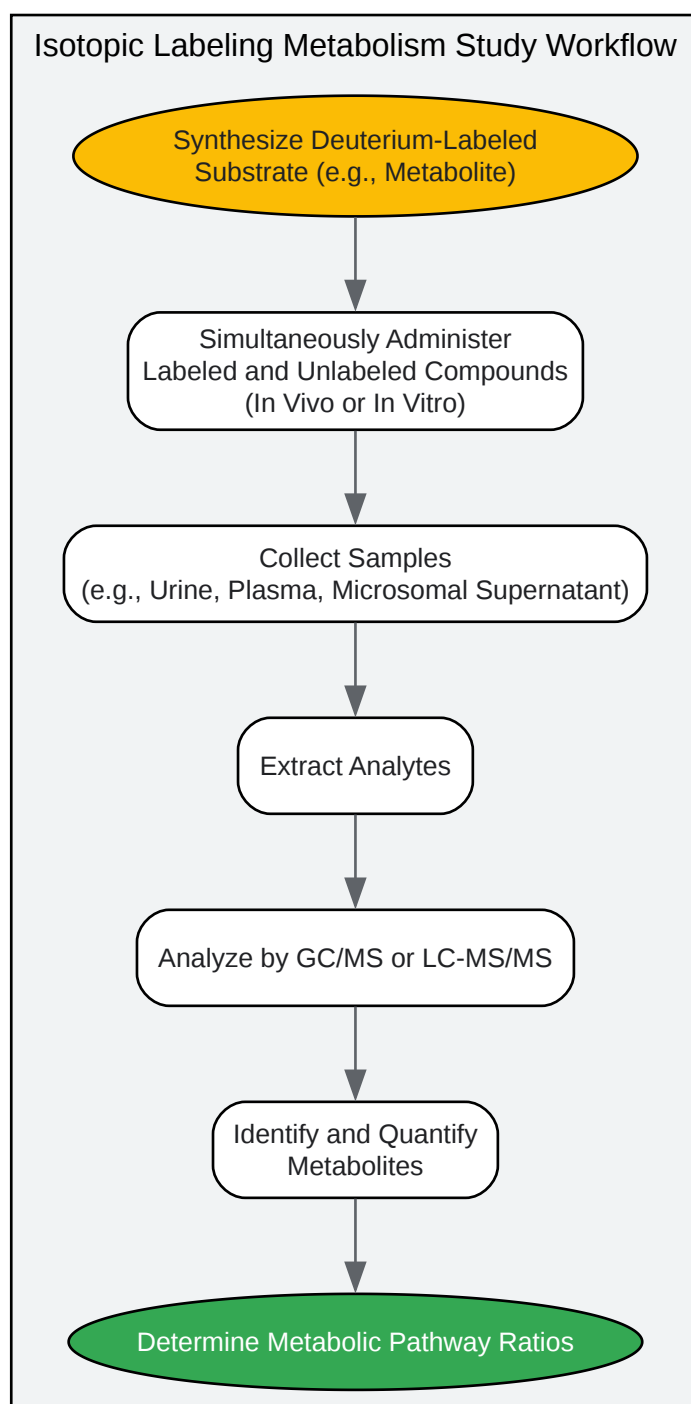 Isotopic Labeling Metabolism Study Workflow
Synthesize Deuterium-Labeled
Substrate (e.g., Metabolite)
Simultaneously Administer
Labeled and Unlabeled Compounds
(In Vivo or In Vitro)
Collect Samples
(e.g., Urine, Plasma, Microsomal Supernatant)
Extract Analytes
Analyze by GC/MS or LC-MS/MS
Identify and Quantify
Metabolites
Determine Metabolic Pathway Ratios